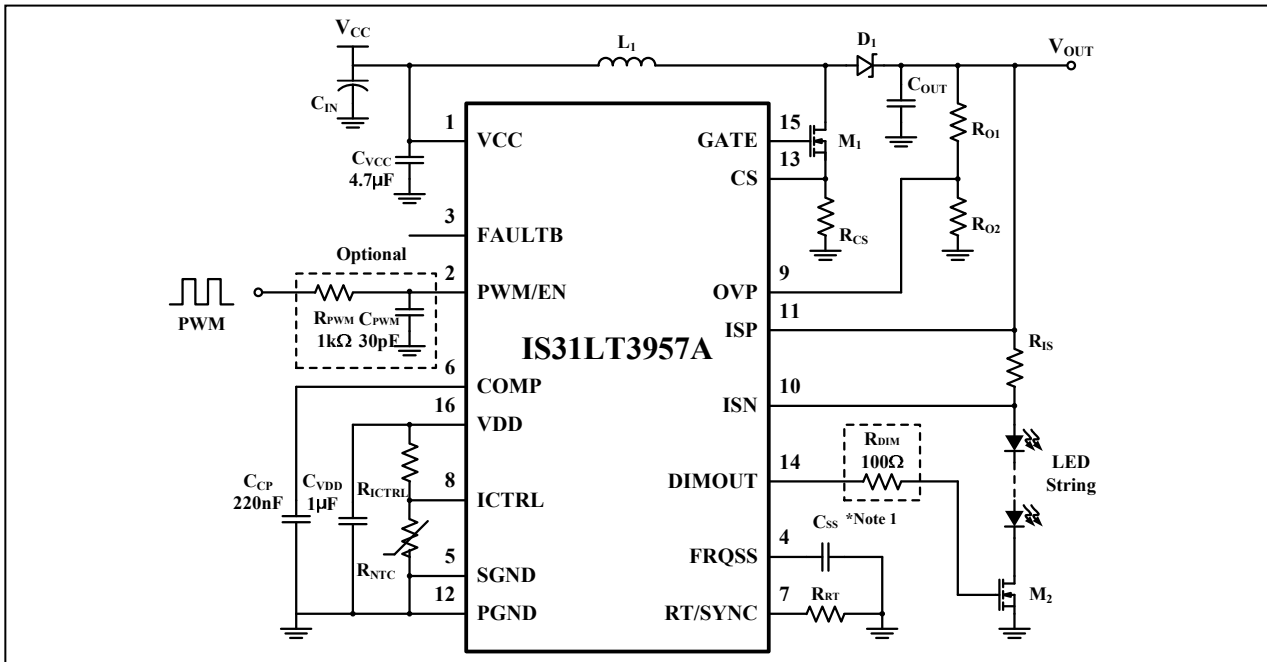 VCC
CIN
L1
D1
VOUT
COUT
RO1
RO2
1
VCC
CVCC
4.7µF
3
FAULTB
Optional
2
PWM/EN
PWM
RPWM
1kΩ
CPWM
30pF
IS31LT3957A
6
COMP
16
VDD
CCP
220nF
CVDD
1µF
RICTRL
8
ICTRL
RNTC
5
SGND
12
PGND
15
GATE
M1
13
CS
RCS
9
OVP
11
ISP
RIS
10
ISN
RDIM
100Ω
14
DIMOUT
*Note 1
LED
String
CSS
4
FRQSS
7
RT/SYNC
RRT
M2